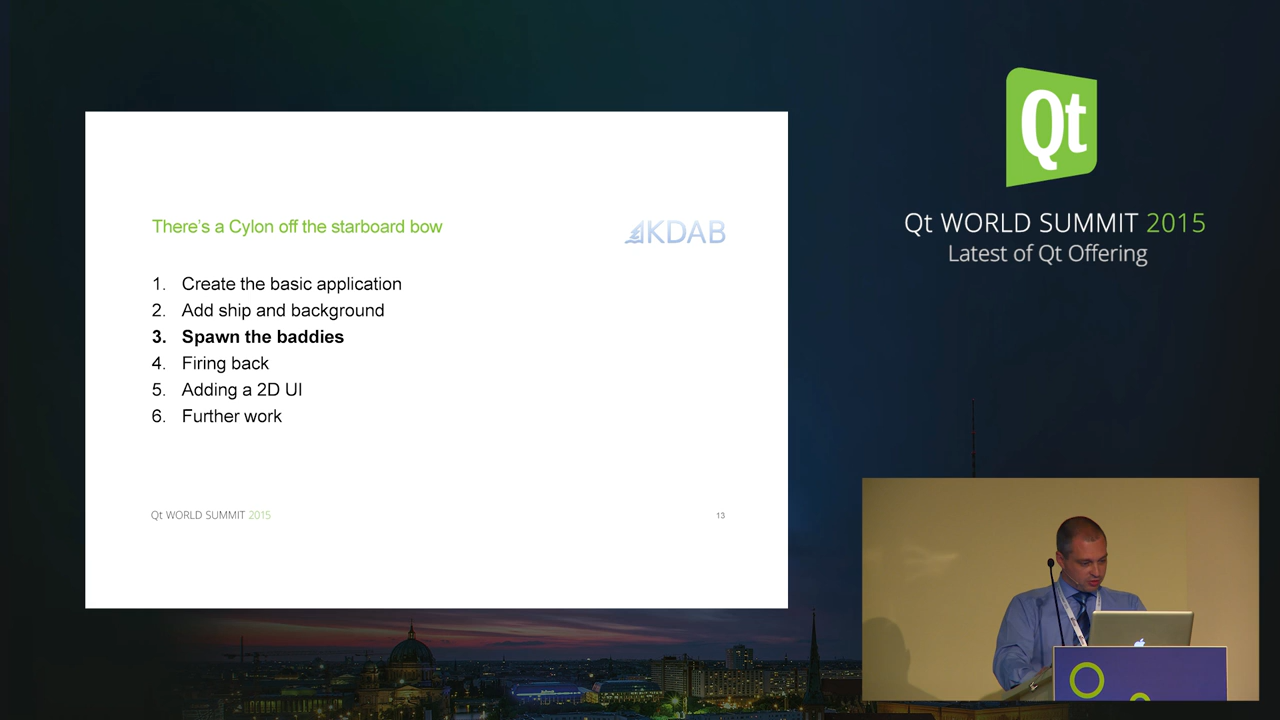 There's a Cylon off the starboard bow
KDAB
1. Create the basic application
2. Add ship and background
3. Spawn the baddies
4. Firing back
5. Adding a 2D UI
6. Further work
Qt WORLD SUMMIT 2015
13
Qt
Qt WORLD SUMMIT 2015
Latest of Qt Offering